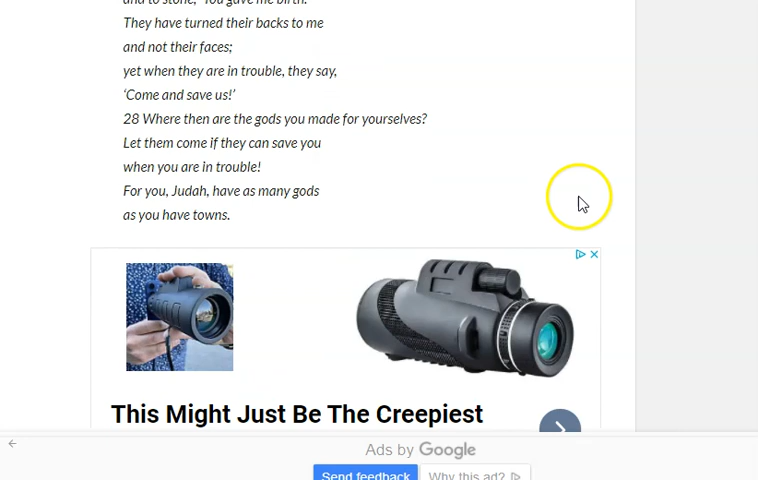 and to stone, ‘You gave me birth.’
They have turned their backs to me
and not their faces;
yet when they are in trouble, they say,
‘Come and save us!’
28 Where then are the gods you made for yourselves?
Let them come if they can save you
when you are in trouble!
For you, Judah, have as many gods
as you have towns.
This Might Just Be The Creepiest
Ads by Google
Send feedback
Why this ad?